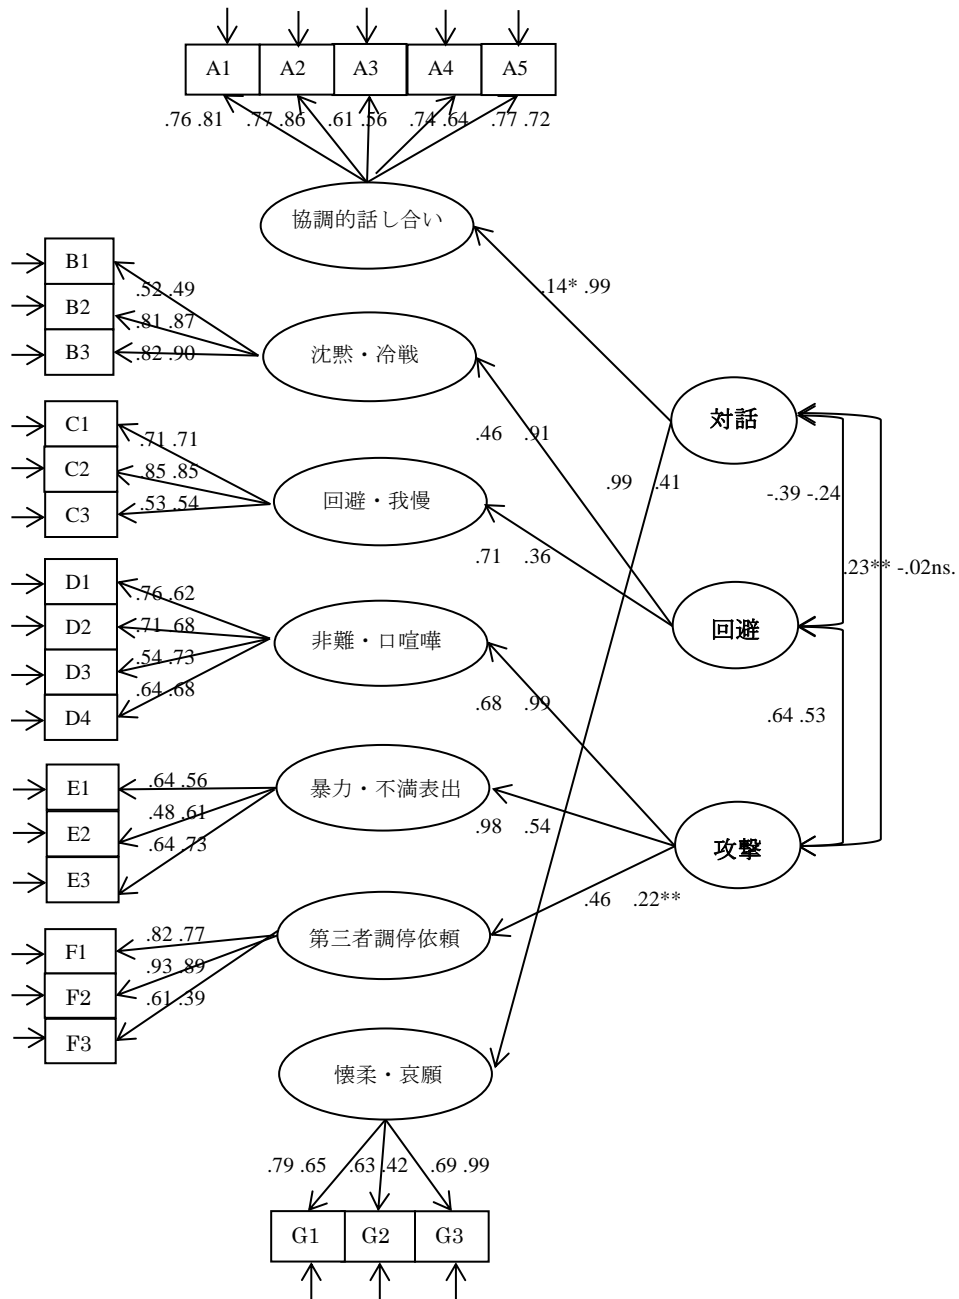 A1 A2 A3 A4 A5
.76 .81 .77 .86 .61 .56 .74 .64 .77 .72
協調的話し合い
B1
B2
B3
.52 .49
.81 .87
.82 .90
沈黙・冷戦
.14* .99
C1
C2
C3
.71 .71
.85 .85
.53 .54
回避・我慢
.46 .91
.71 .36
対話
.99 .41
-.39 -.24
.23** -.02ns.
D1
D2
D3
D4
.76 .62
.71 .68
.54 .73
.64 .68
非難・口喧嘩
回避
.68 .99
.64 .53
E1
E2
E3
.64 .56
.48 .61
.64 .73
暴力・不満表出
.98 .54
攻撃
.46 .22**
F1
F2
F3
.82 .77
.93 .89
.61 .39
第三者調停依頼
懐柔・哀願
.79 .65 .63 .42 .69 .99
G1 G2 G3